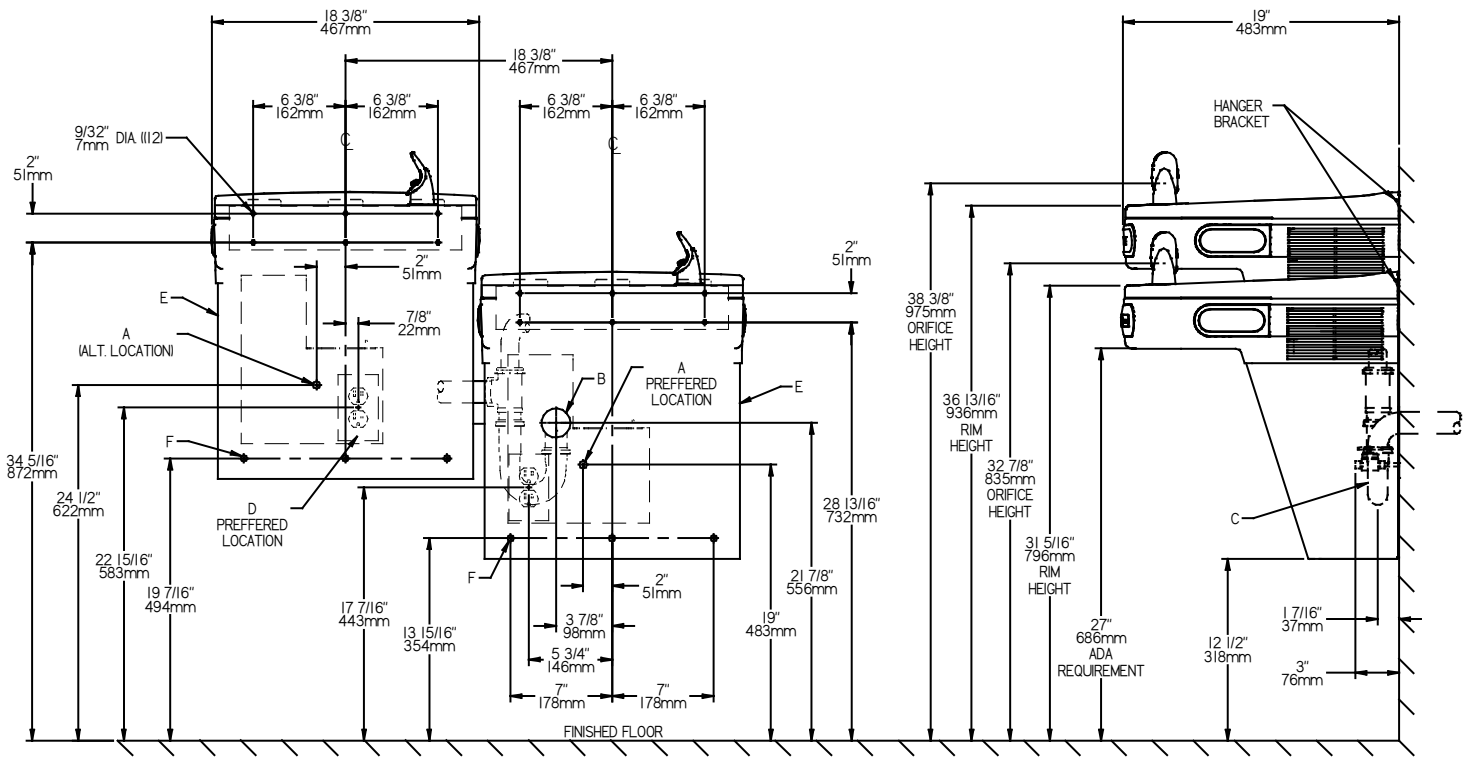 18 3/8"
467mm
18 3/8"
467mm
19"
483mm
6 3/8"
162mm
6 3/8"
162mm
6 3/8"
162mm
6 3/8"
162mm
HANGER
BRACKET
9/32" DIA. (112)
7mm
2"
51mm
2"
51mm
2"
51mm
E
7/8"
22mm
A
(ALT. LOCATION)
B
A
PREFFERED
LOCATION
E
38 3/8"
975mm
ORIFICE
HEIGHT
36 13/16"
936mm
RIM
HEIGHT
F
34 5/16"
872mm
24 1/2"
622mm
D
PREFFERED
LOCATION
32 7/8"
835mm
ORIFICE
HEIGHT
28 13/16"
732mm
C
22 15/16"
583mm
31 5/16"
796mm
RIM
HEIGHT
F
21 7/8"
556mm
2"
51mm
19 7/16"
494mm
17 7/16"
443mm
13 15/16"
354mm
3 7/8"
98mm
19"
483mm
1 7/16"
37mm
27"
686mm
ADA
REQUIREMENT
12 1/2"
318mm
5 3/4"
146mm
3"
76mm
7"
178mm
7"
178mm
FINISHED FLOOR